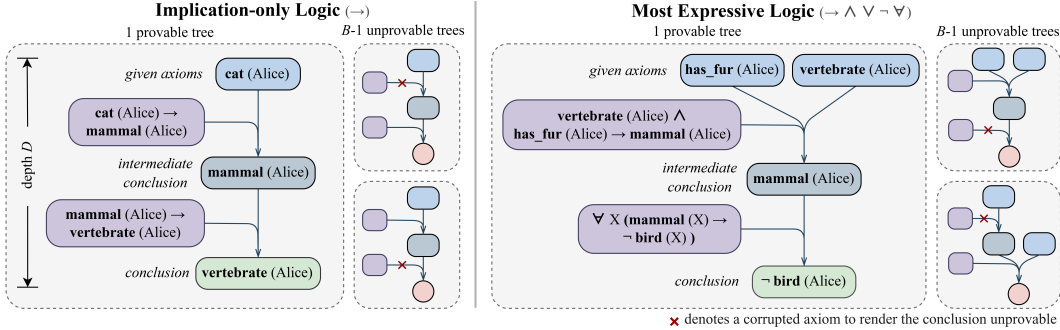 Implication-only Logic (→)
1 provable tree
B-1 unprovable trees
depth D
given axioms
cat (Alice)
cat (Alice) →
mammal (Alice)
intermediate
conclusion
mammal (Alice)
mammal (Alice) →
vertebrate (Alice)
conclusion
vertebrate (Alice)
Most Expressive Logic (→ ∧ ∨ ¬ ∀)
1 provable tree
B-1 unprovable trees
given axioms
has_fur (Alice)
vertebrate (Alice)
vertebrate (Alice) ∧
has_fur (Alice) → mammal (Alice)
intermediate
conclusion
mammal (Alice)
∀ X (mammal (X) →
¬ bird (X) )
conclusion
¬ bird (Alice)
× denotes a corrupted axiom to render the conclusion unprovable